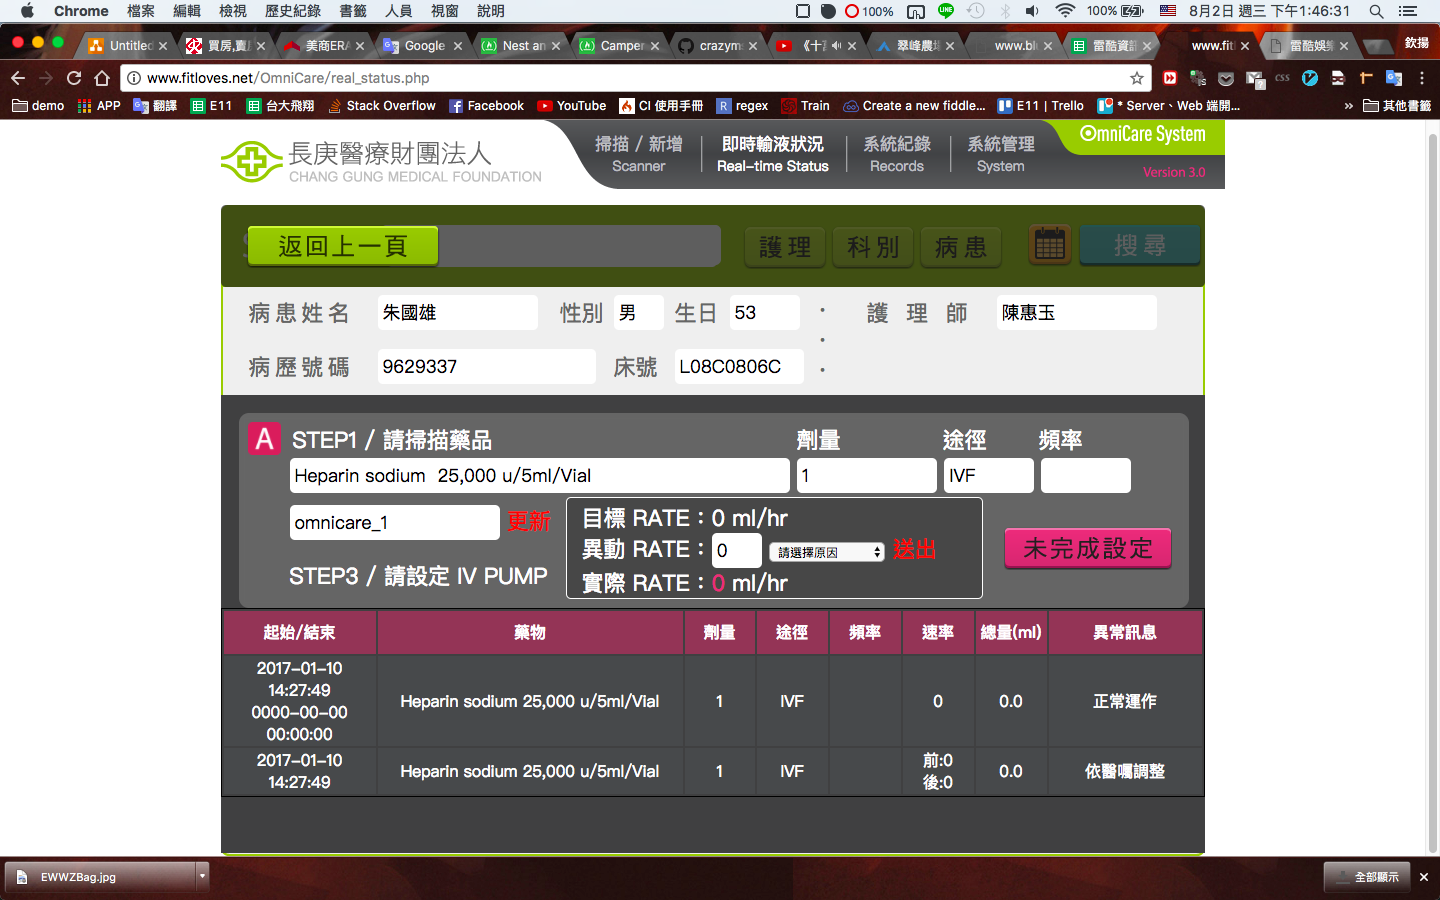 Chrome 檔案 編輯 檢視 歷史紀錄 書籤 人員 視窗 說明 100% LINE 100% 8月2日 週三 下午1:46:31
Untitled 買房,賣 美商ERA Google Nest an Camper crazym 《十 翠峰農場 www.bl 雷酷資訊 www.fitl 雷酷娛樂 欽揚
www.fitloves.net/OmniCare/real_status.php
demo APP 翻譯 E11 台大飛翔 Stack Overflow Facebook YouTube CI 使用手冊 regex Train Create a new fiddle... E11 | Trello * Server、Web 端開... » 其他書籤
長庚醫療財團法人
CHANG GUNG MEDICAL FOUNDATION
掃描 / 新增 即時輸液狀況 系統紀錄 系統管理
Scanner Real-time Status Records System
OmniCare System
Version 3.0
返回上一頁 護理 科別 病患 搜尋
病患姓名 朱國雄 性別 男 生日 53 護理師 陳惠玉
病歷號碼 9629337 床號 L08C0806C
A STEP1 / 請掃描藥品 劑量 途徑 頻率
Heparin sodium 25,000 u/5ml/Vial 1 IVF
omnicare_1 更新
目標 RATE：0 ml/hr
異動 RATE：0 請選擇原因 送出
實際 RATE：0 ml/hr
STEP3 / 請設定 IV PUMP
未完成設定
起始/結束 藥物 劑量 途徑 頻率 速率 總量(ml) 異常訊息
2017-01-10
14:27:49
0000-00-00
00:00:00
Heparin sodium 25,000 u/5ml/Vial 1 IVF 0 0.0 正常運作
2017-01-10
14:27:49
Heparin sodium 25,000 u/5ml/Vial 1 IVF 前:0
後:0
0.0 依醫囑調整
EWWZBag.jpg 全部顯示